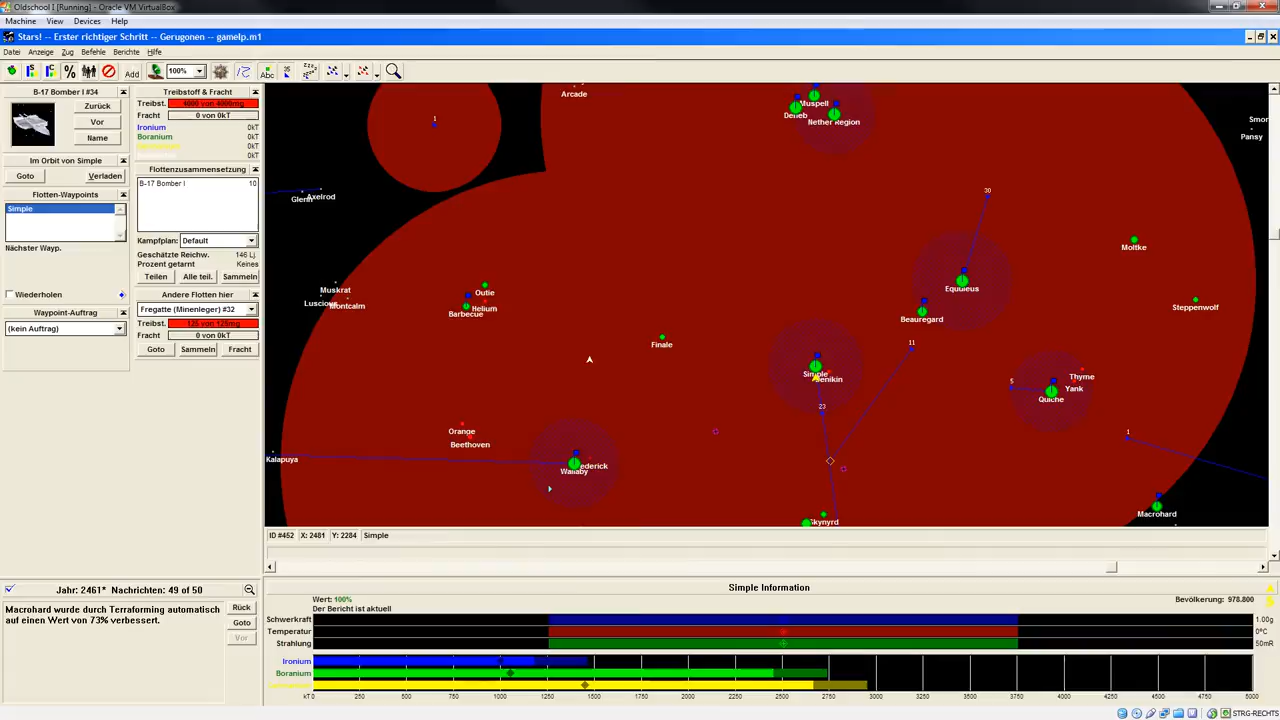 Oldschool I [Running] - Oracle VM VirtualBox
Machine View Devices Help
Stars! -- Erster richtiger Schritt -- Gerugonen -- gamelp.m1
Datei Anzeige Zug Befehle Berichte Hilfe
Add
100%
Abc
B-17 Bomber I #34
Zurück
Vor
Name
Im Orbit von Simple
Goto Verladen
Flotten-Waypoints
Simple
Nächster Wayp.
Wiederholen
Waypoint-Auftrag
(kein Auftrag)
Treibstoff & Fracht
Treibst. 4000 von 4000mg
Fracht 0 von 0kT
Ironium 0kT
Boranium 0kT
0kT
0kT
Flottenzusammensetzung
B-17 Bomber I 10
Kampfplan: Default
Geschätzte Reichw. 146 Lj.
Prozent getarnt Keines
Teilen Alle teil. Sammeln
Andere Flotten hier
Fregatte (Minenleger) #32
Treibst. 125 von 125mg
Fracht 0 von 0kT
Goto Sammeln Fracht
Arcade
1
Muspell
Deneb
Nether Region
Smor
Pansy
Glenn
Axelrod
30
Moltke
Muskrat
Luscious
Montcalm
Outie
Helium
Barbecue
Equuleus
Beauregard
Steppenwolf
Finale
11
Simple
Denikin
Thyme
Yank
5
Quiche
23
Orange
Beethoven
1
Kalapuya
Wallaby
ederick
Macrohard
Skynyrd
ID #452 X: 2481 Y: 2284 Simple
Jahr: 2461* Nachrichten: 49 of 50
Macrohard wurde durch Terraforming automatisch
auf einen Wert von 73% verbessert.
Rück
Goto
Vor
Simple Information
Wert: 100%
Bevölkerung: 978.800
Der Bericht ist aktuell
Schwerkraft 1.00g
Temperatur 0°C
Strahlung 50mR
Ironium
Boranium
kT 0 250 500 750 1000 1250 1500 1750 2000 2250 2500 2750 3000 3250 3500 3750 4000 4250 4500 4750 5000
STRG-RECHTS